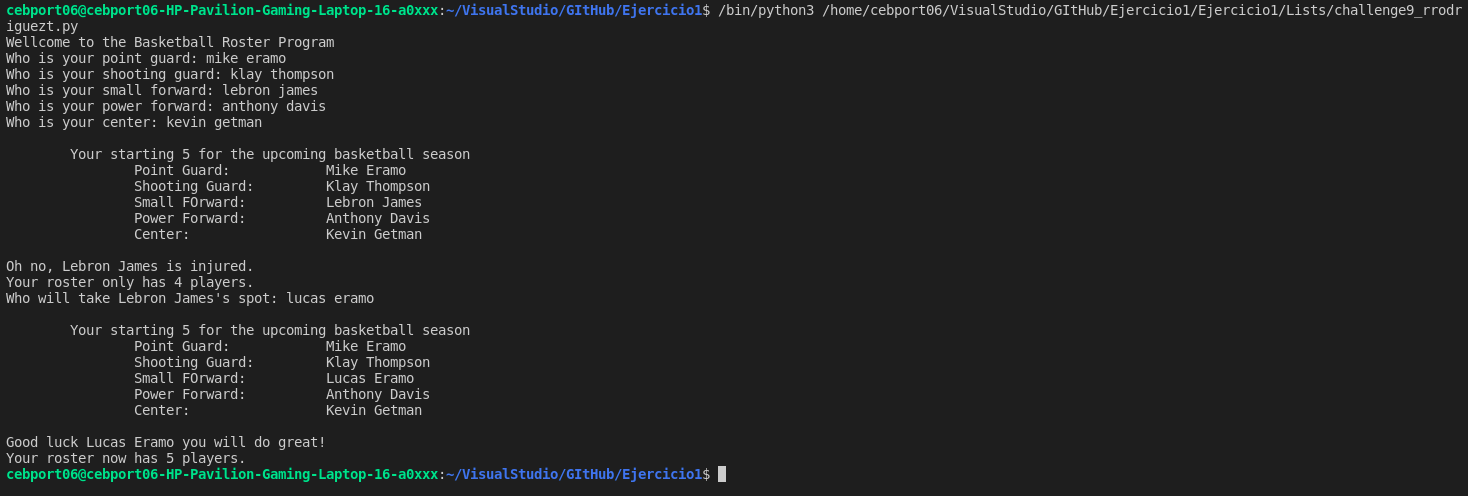 cebport06@cebport06-HP-Pavilion-Gaming-Laptop-16-a0xxx:~/VisualStudio/GItHub/Ejercicio1$ /bin/python3 /home/cebport06/VisualStudio/GItHub/Ejercicio1/Ejercicio1/Lists/challenge9_rrodr
iguezt.py
Wellcome to the Basketball Roster Program
Who is your point guard: mike eramo
Who is your shooting guard: klay thompson
Who is your small forward: lebron james
Who is your power forward: anthony davis
Who is your center: kevin getman
Your starting 5 for the upcoming basketball season
Point Guard: Mike Eramo
Shooting Guard: Klay Thompson
Small FOrward: Lebron James
Power Forward: Anthony Davis
Center: Kevin Getman
Oh no, Lebron James is injured.
Your roster only has 4 players.
Who will take Lebron James's spot: lucas eramo
Your starting 5 for the upcoming basketball season
Point Guard: Mike Eramo
Shooting Guard: Klay Thompson
Small FOrward: Lucas Eramo
Power Forward: Anthony Davis
Center: Kevin Getman
Good luck Lucas Eramo you will do great!
Your roster now has 5 players.
cebport06@cebport06-HP-Pavilion-Gaming-Laptop-16-a0xxx:~/VisualStudio/GItHub/Ejercicio1$